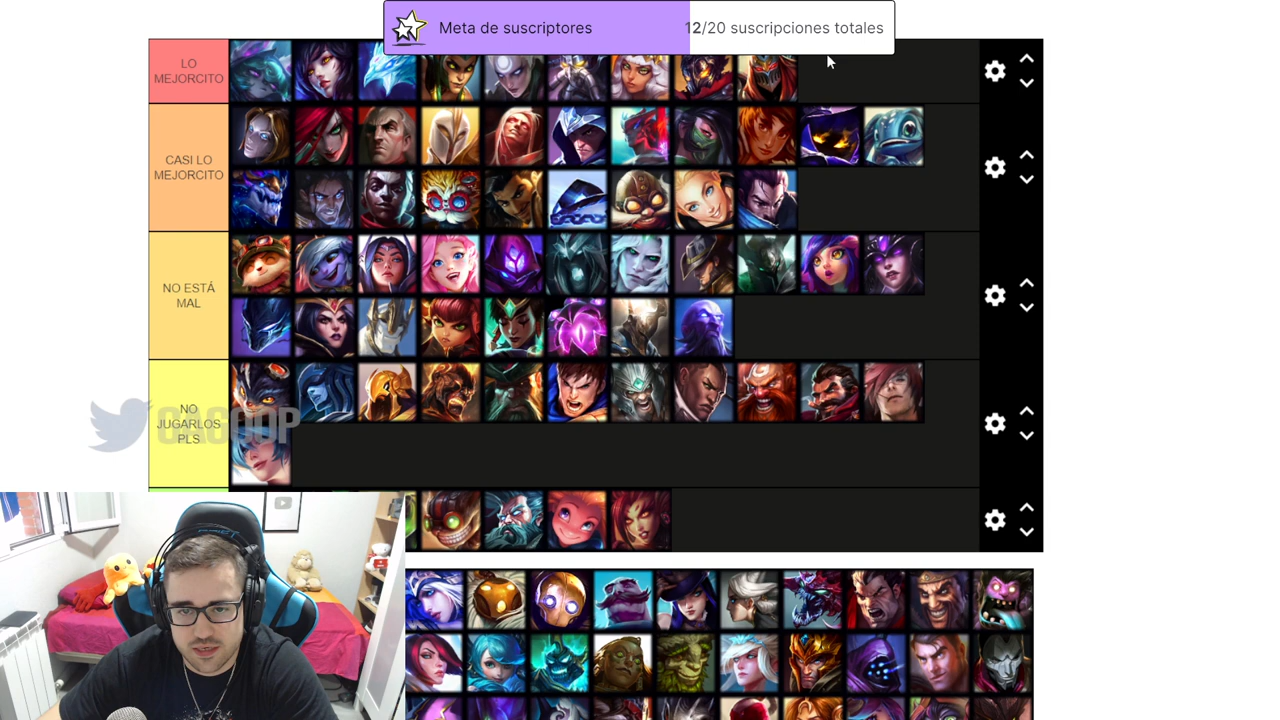 Meta de suscriptores
12/20 suscripciones totales
LO
MEJORCITO
CASI LO
MEJORCITO
NO ESTÁ
MAL
NO
JUGARLOS
PLS